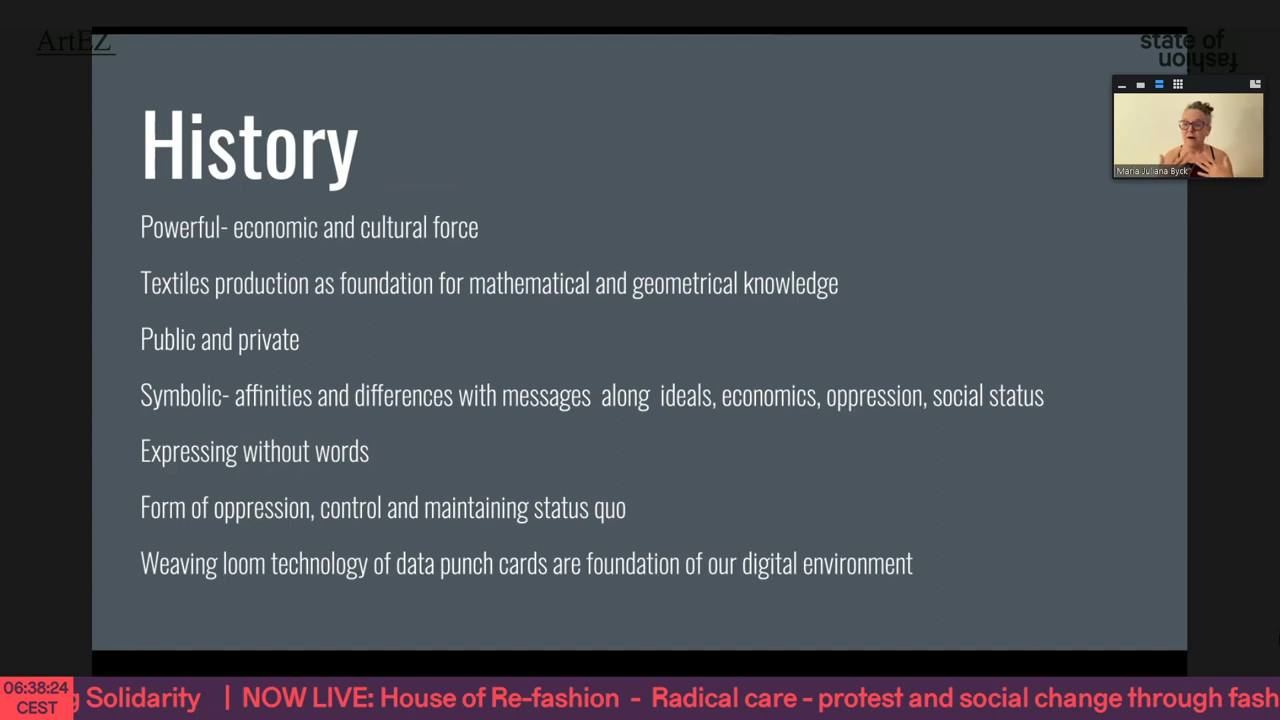 ArtEZ
state of
fashion
Maria Juliana Byck
History
Powerful- economic and cultural force
Textiles production as foundation for mathematical and geometrical knowledge
Public and private
Symbolic- affinities and differences with messages along ideals, economics, oppression, social status
Expressing without words
Form of oppression, control and maintaining status quo
Weaving loom technology of data punch cards are foundation of our digital environment
06:38:24
CEST
g Solidarity | NOW LIVE: House of Re-fashion - Radical care - protest and social change through fash